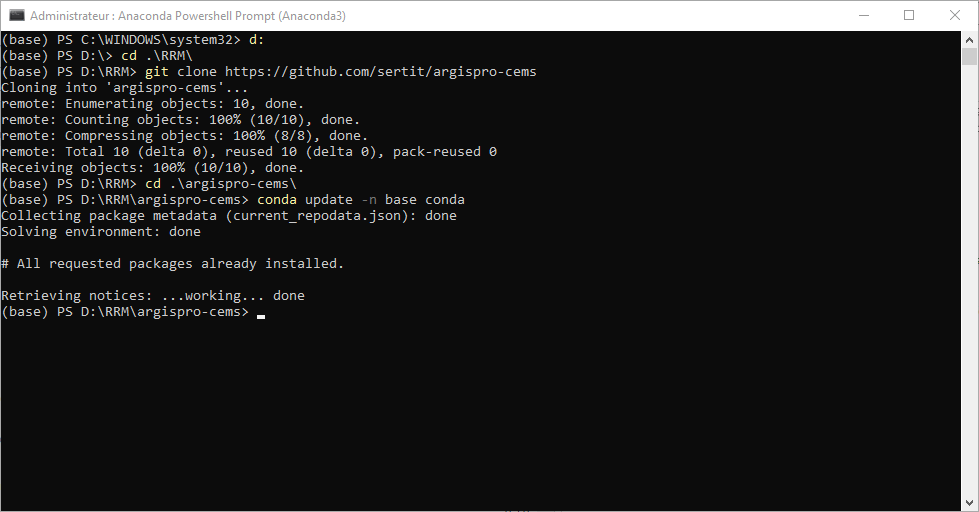 Administrateur : Anaconda Powershell Prompt (Anaconda3)
(base) PS C:\WINDOWS\system32> d:
(base) PS D:\> cd .\RRM\
(base) PS D:\RRM> git clone https://github.com/sertit/argispro-cems
Cloning into 'argispro-cems'...
remote: Enumerating objects: 10, done.
remote: Counting objects: 100% (10/10), done.
remote: Compressing objects: 100% (8/8), done.
remote: Total 10 (delta 0), reused 10 (delta 0), pack-reused 0
Receiving objects: 100% (10/10), done.
(base) PS D:\RRM> cd .\argispro-cems\
(base) PS D:\RRM\argispro-cems> conda update -n base conda
Collecting package metadata (current_repodata.json): done
Solving environment: done
# All requested packages already installed.
Retrieving notices: ...working... done
(base) PS D:\RRM\argispro-cems>